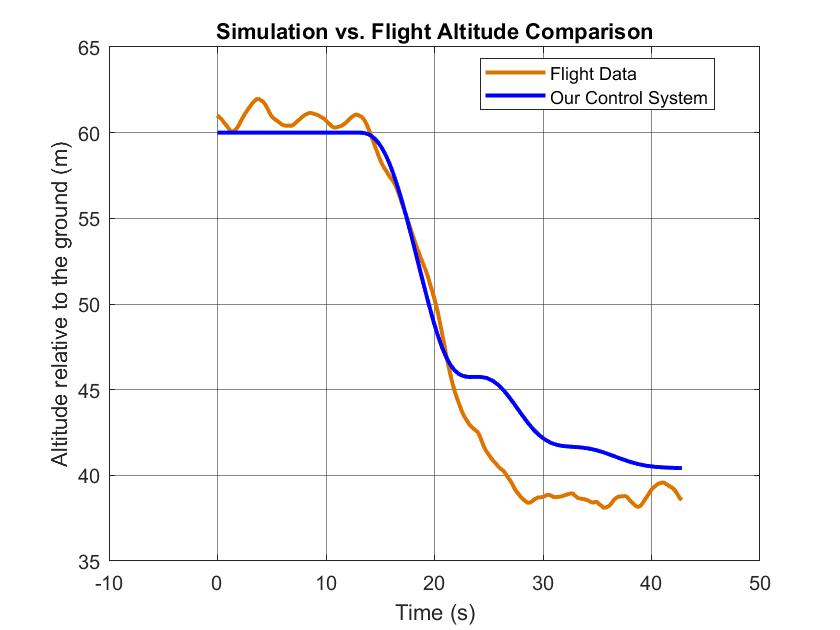 Simulation vs. Flight Altitude Comparison
65
60
55
50
45
40
35
Altitude relative to the ground (m)
Flight Data
Our Control System
-10
0
10
20
30
40
50
Time (s)